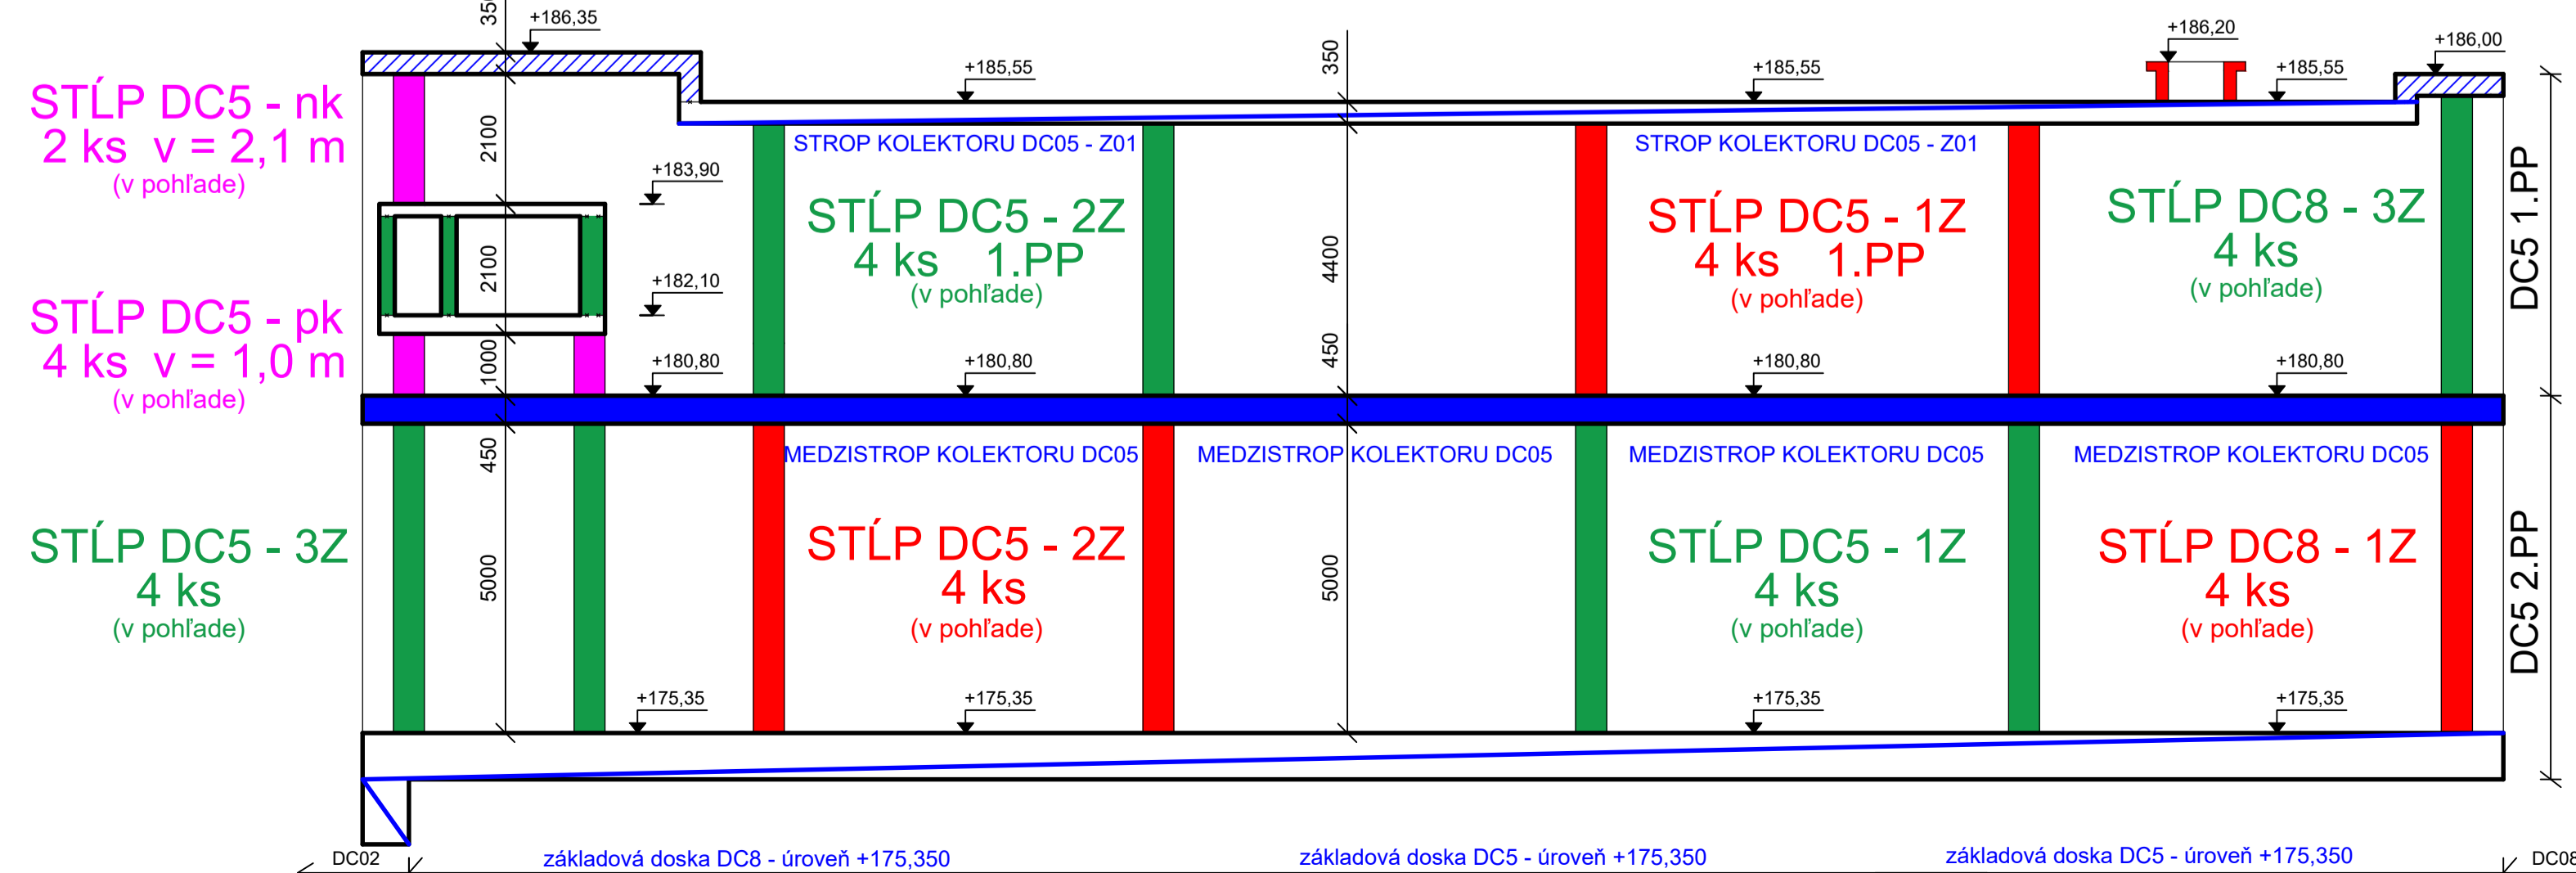 350
+186,35
+186,20
+186,00
+185,55
350
+185,55
+185,55
STĹP DC5 - nk
2 ks v = 2,1 m
(v pohľade)
2100
STROP KOLEKTORU DC05 - Z01
STROP KOLEKTORU DC05 - Z01
+183,90
STĹP DC5 - 2Z
4 ks 1.PP
(v pohľade)
STĹP DC5 - 1Z
4 ks 1.PP
(v pohľade)
STĹP DC8 - 3Z
4 ks
(v pohľade)
DC5 1.PP
2100
4400
+182,10
STĹP DC5 - pk
4 ks v = 1,0 m
(v pohľade)
1000
450
+180,80
+180,80
+180,80
+180,80
450
MEDZISTROP KOLEKTORU DC05
MEDZISTROP KOLEKTORU DC05
MEDZISTROP KOLEKTORU DC05
MEDZISTROP KOLEKTORU DC05
STĹP DC5 - 3Z
4 ks
(v pohľade)
5000
STĹP DC5 - 2Z
4 ks
(v pohľade)
5000
STĹP DC5 - 1Z
4 ks
(v pohľade)
STĹP DC8 - 1Z
4 ks
(v pohľade)
DC5 2.PP
+175,35
+175,35
+175,35
+175,35
DC02
základová doska DC8 - úroveň +175,350
základová doska DC5 - úroveň +175,350
základová doska DC5 - úroveň +175,350
DC08